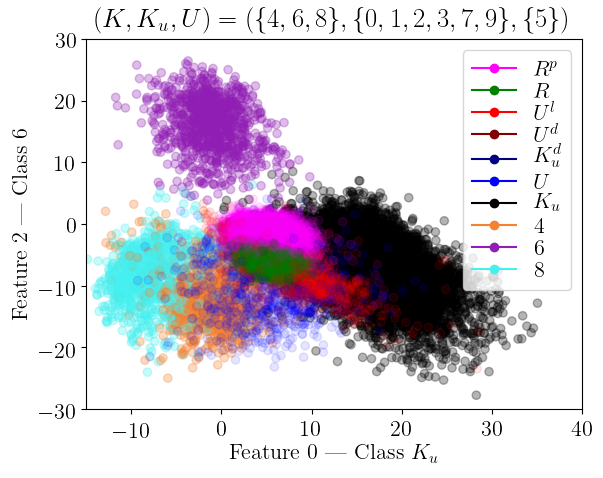 (K, K_u, U) = ({4, 6, 8}, {0, 1, 2, 3, 7, 9}, {5})
30
20
10
0
−10
−20
−30
Feature 2 — Class 6
R^p
R
U^l
U^d
K_u^d
U
K_u
4
6
8
−10
0
10
20
30
40
Feature 0 — Class K_u